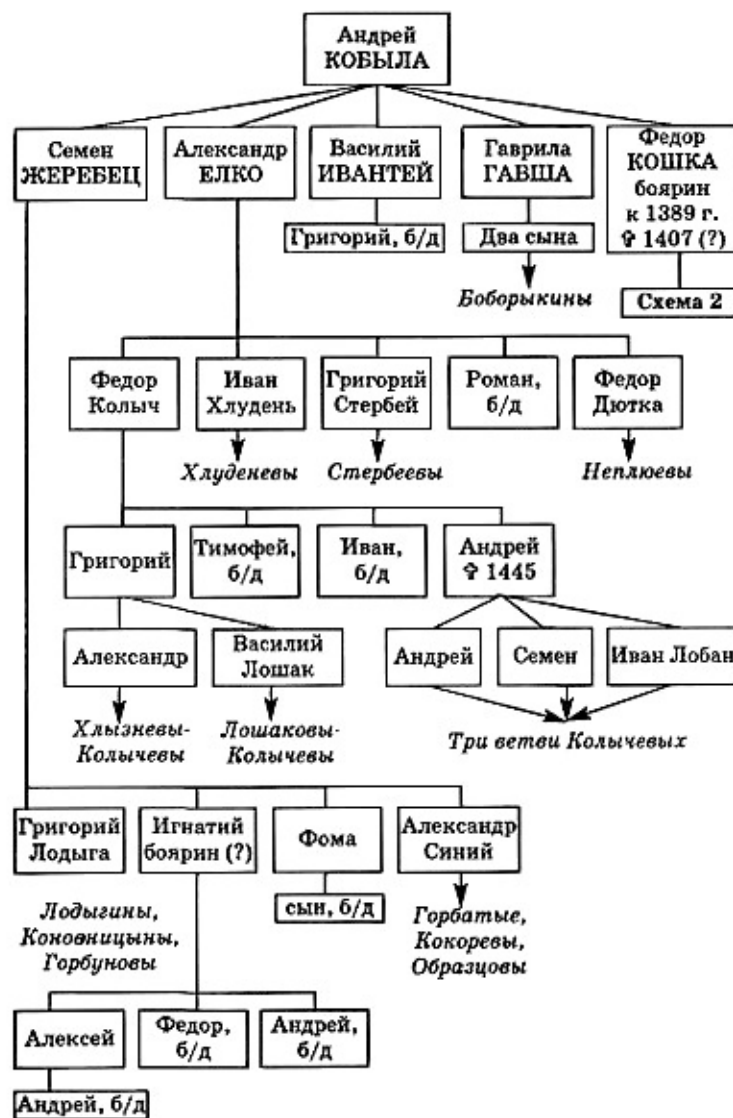 Андрей
КОБЫЛА
Семен
ЖЕРЕБЕЦ
Александр
ЕЛКО
Василий
ИВАНТЕЙ
Гаврила
ГАВША
Федор
КОШКА
боярин
к 1389 г.
✞ 1407 (?)
Григорий, б/д
Два сына
Боборыкины
Схема 2
Федор
Колыч
Иван
Хлудень
Григорий
Стербей
Роман,
б/д
Федор
Дютка
Хлуденевы
Стербеевы
Неплюевы
Григорий
Тимофей,
б/д
Иван,
б/д
Андрей
✞ 1445
Александр
Василий
Лошак
Андрей
Семен
Иван Лобан
Хлызневы-
Колычевы
Лошаковы-
Колычевы
Три ветви Колычевых
Григорий
Лодыга
Игнатий
боярин (?)
Фома
Александр
Синий
сын, б/д
Лодыгины,
Коновницыны,
Горбуновы
Горбатые,
Кокоревы,
Образцовы
Алексей
Федор,
б/д
Андрей,
б/д
Андрей, б/д